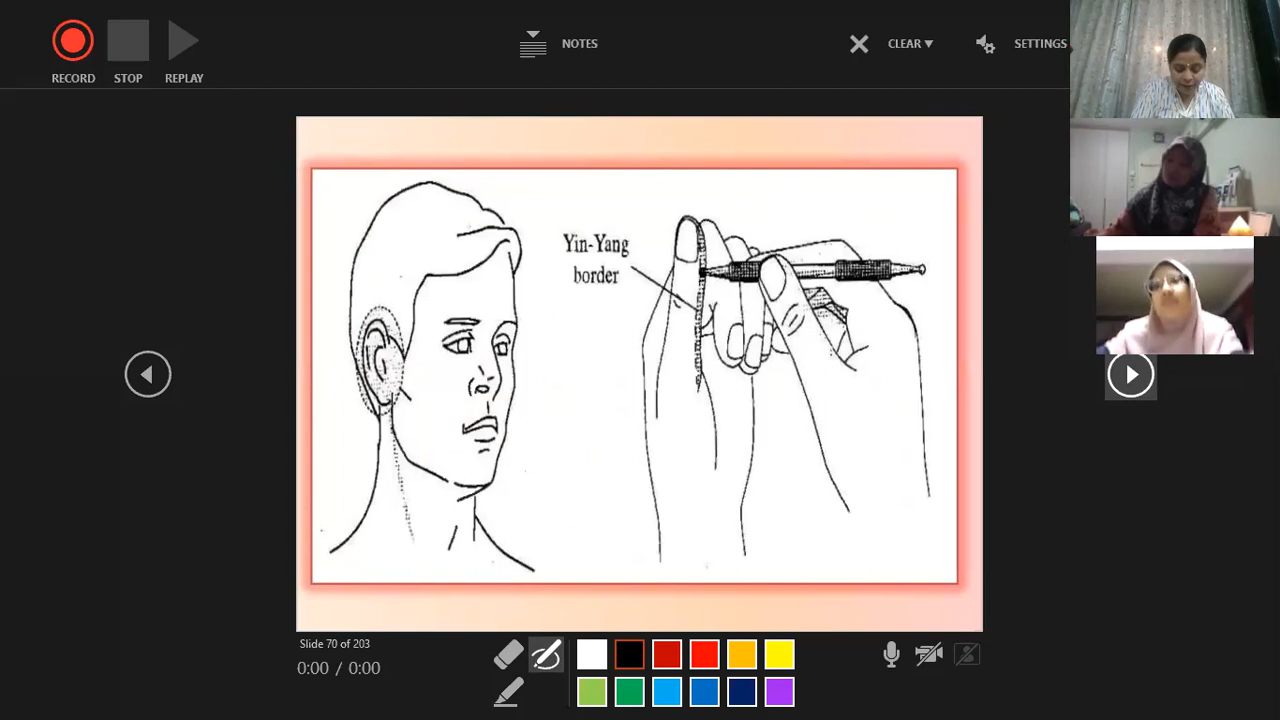 RECORD
STOP
REPLAY
NOTES
CLEAR
SETTINGS
Yin-Yang
border
Slide 70 of 203
0:00 / 0:00